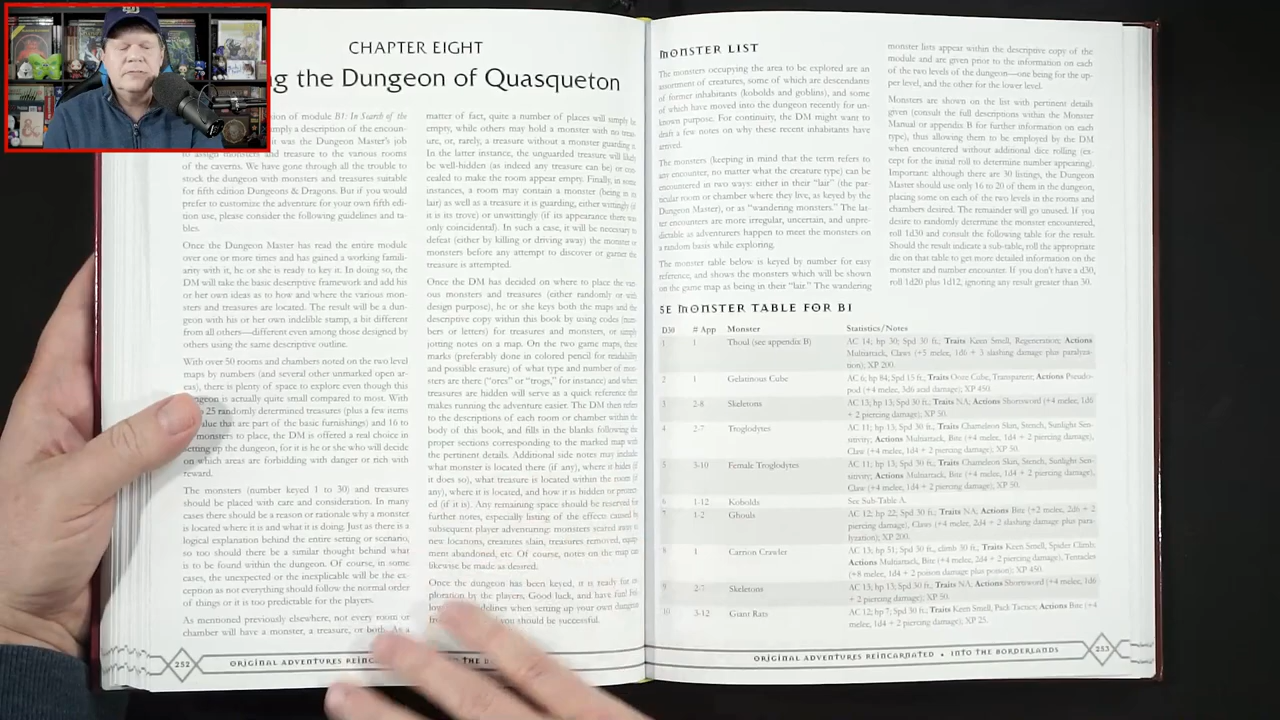 CHAPTER EIGHT
ng the Dungeon of Quasqueton
ion of module B1: In Search of the
mply a description of the encoun-
it was the Dungeon Master's job
to assign monsters and treasure to the various rooms
of the caverns. We have gone through all the trouble to
stock the dungeon with monsters and treasures suitable
for fifth edition Dungeons & Dragons. But if you would
prefer to customize the adventure for your own fifth edi-
tion use, please consider the following guidelines and ta-
bles.
Once the Dungeon Master has read the entire module
over one or more times and has gained a working famili-
arity with it, he or she is ready to key it. In doing so, the
DM will take the basic descriptive framework and add his
or her own ideas as to how and where the various mon-
sters and treasures are located. The result will be a dun-
geon with his or her own indelible stamp, a bit different
from all others—different even among those designed by
others using the same descriptive outline.
With over 50 rooms and chambers noted on the two level
maps by numbers (and several other unmarked open ar-
eas), there is plenty of space to explore even though this
dungeon is actually quite small compared to most. With
25 randomly determined treasures (plus a few items
value that are part of the basic furnishings) and 16 to
monsters to place, the DM is offered a real choice in
setting up the dungeon, for it is he or she who will decide
on which areas are forbidding with danger or rich with
reward.
The monsters (number keyed 1 to 30) and treasures
should be placed with care and consideration. In many
cases there should be a reason or rationale why a monster
is located where it is and what it is doing. Just as there is a
logical explanation behind the entire setting or scenario,
so too should there be a similar thought behind what
is to be found within the dungeon. Of course, in some
cases, the unexpected or the inexplicable will be the ex-
ception as not everything should follow the normal order
of things or it is too predictable for the players.
As mentioned previously elsewhere, not every room or
chamber will have a monster, a treasure, or both. As a
matter of fact, quite a number of places will simply be
empty, while others may hold a monster with no trea-
sure, or, rarely, a treasure without a monster guarding it.
In the latter instance, the unguarded treasure will likely
be well-hidden (as indeed any treasure can be) or con-
cealed to make the room appear empty. Finally, in some
instances, a room may contain a monster (being in its
lair) as well as a treasure it is guarding, either wittingly (if
it is its trove) or unwittingly (if its appearance there was
only coincidental). In such a case, it will be necessary to
defeat (either by killing or driving away) the monster or
monsters before any attempt to discover or garner the
treasure is attempted.
Once the DM has decided on where to place the var-
ious monsters and treasures (either randomly or with
design purpose), he or she keys both the maps and the
descriptive copy within this book by using codes (num-
bers or letters) for treasures and monsters, or simply
jotting notes on a map. On the two game maps, these
marks (preferably done in colored pencil for readability
and possible erasure) of what type and number of mon-
sters are there ("orcs" or "trogs," for instance) and where
treasures are hidden will serve as a quick reference that
makes running the adventure easier. The DM then refers
to the descriptions of each room or chamber within the
body of this book, and fills in the blanks following the
proper sections corresponding to the marked map with
the pertinent details. Additional side notes may include
what monster is located there (if any), where it hides (if
it does so), what treasure is located within the room (if
any), where it is located, and how it is hidden or protect-
ed (if it is). Any remaining space should be reserved for
further notes, especially listing of the effects caused by
subsequent player adventuring: monsters scared away to
new locations, creatures slain, treasures removed, equip-
ment abandoned, etc. Of course, notes on the map can
likewise be made as desired.
Once the dungeon has been keyed, it is ready for ex-
ploration by the players. Good luck, and have fun! Fol-
guidelines when setting up your own dungeons
you should be successful.
252
ORIGINAL ADVENTURES REINC
MONSTER LIST
The monsters occupying the area to be explored are an
assortment of creatures, some of which are descendants
of former inhabitants (kobolds and goblins), and some
of which have moved into the dungeon recently for un-
known purpose. For continuity, the DM might want to
draft a few notes on why these recent inhabitants have
arrived.
The monsters (keeping in mind that the term refers to
any encounter, no matter what the creature type) can be
encountered in two ways: either in their "lair" (the par-
ticular room or chamber where they live, as keyed by the
Dungeon Master), or as "wandering monsters." The lat-
ter encounters are more irregular, uncertain, and unpre-
dictable as adventurers happen to meet the monsters on
a random basis while exploring.
The monster table below is keyed by number for easy
reference, and shows the monsters which will be shown
on the game map as being in their "lair." The wandering
monster lists appear within the descriptive copy of the
module and are given prior to the information on each
of the two levels of the dungeon—one being for the up-
per level, and the other for the lower level.
Monsters are shown on the list with pertinent details
given (consult the full descriptions within the Monster
Manual or appendix B for further information on each
type), thus allowing them to be employed by the DM
when encountered without additional dice rolling (ex-
cept for the initial roll to determine number appearing).
Important: although there are 30 listings, the Dungeon
Master should use only 16 to 20 of them in the dungeon,
placing some on each of the two levels in the rooms and
chambers desired. The remainder will go unused. If you
desire to randomly determine the monster encountered,
roll 1d30 and consult the following table for the result.
Should the result indicate a sub-table, roll the appropriate
die on that table to get more detailed information on the
monster and number encounter. If you don't have a d30,
roll 1d20 plus 1d12, ignoring any result greater than 30.
5E MONSTER TABLE FOR B1
D30 # App Monster Statistics/Notes
1 1 Thoul (see appendix B) AC 14; hp 30; Spd 30 ft., Traits Keen Smell, Regeneration; Actions
Multiattack, Claws (+5 melee, 1d6 + 3 slashing damage plus paralyza-
tion); XP 200.
2 1 Gelatinous Cube AC 6; hp 84; Spd 15 ft., Traits Ooze Cube, Transparent; Actions Pseudo-
pod (+4 melee, 3d6 acid damage); XP 450.
3 2-8 Skeletons AC 13; hp 13; Spd 30 ft.; Traits NA; Actions Shortsword (+4 melee, 1d6
+ 2 piercing damage); XP 50.
4 2-7 Troglodytes AC 11; hp 13; Spd 30 ft.; Traits Chameleon Skin, Stench, Sunlight Sen-
sitivity; Actions Multiattack, Bite (+4 melee, 1d4 + 2 piercing damage),
Claw (+4 melee, 1d4 + 2 piercing damage); XP 50.
5 3-10 Female Troglodytes AC 11; hp 13; Spd 30 ft.; Traits Chameleon Skin, Stench, Sunlight Sen-
sitivity; Actions Multiattack, Bite (+4 melee, 1d4 + 2 piercing damage),
Claw (+4 melee, 1d4 + 2 piercing damage); XP 50.
6 1-12 Kobolds See Sub-Table A.
7 1-2 Ghouls AC 12; hp 22; Spd 30 ft.; Traits NA; Actions Bite (+2 melee, 2d6 + 2
piercing damage), Claws (+4 melee, 2d4 + 2 slashing damage plus para-
lyzation); XP 200.
8 1 Carrion Crawler AC 13; hp 51; Spd 30 ft., climb 30 ft., Traits Keen Smell, Spider Climb;
Actions Multiattack, Bite (+4 melee, 2d4 + 2 piercing damage), Tentacles
(+8 melee, 1d4 + 2 poison damage plus poison); XP 450.
9 2-7 Skeletons AC 13; hp 13; Spd 30 ft.; Traits NA; Actions Shortsword (+4 melee, 1d6
+ 2 piercing damage); XP 50.
10 3-12 Giant Rats AC 12; hp 7; Spd 30 ft.; Traits Keen Smell, Pack Tactics; Actions Bite (+4
melee, 1d4 + 2 piercing damage); XP 25.
ORIGINAL ADVENTURES REINCARNATED • INTO THE BORDERLANDS
253